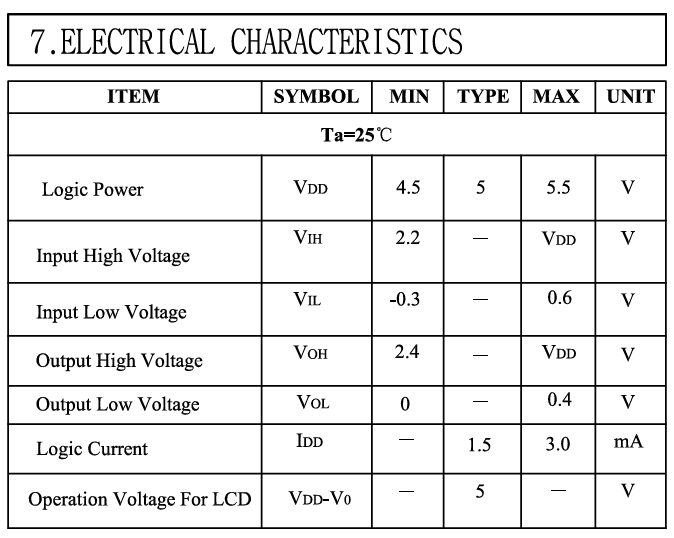 7.ELECTRICAL CHARACTERISTICS
ITEM SYMBOL MIN TYPE MAX UNIT
Ta=25℃
Logic Power VDD 4.5 5 5.5 V
Input High Voltage VIH 2.2 — VDD V
Input Low Voltage VIL -0.3 — 0.6 V
Output High Voltage VOH 2.4 — VDD V
Output Low Voltage VOL 0 — 0.4 V
Logic Current IDD — 1.5 3.0 mA
Operation Voltage For LCD VDD-V0 — 5 — V